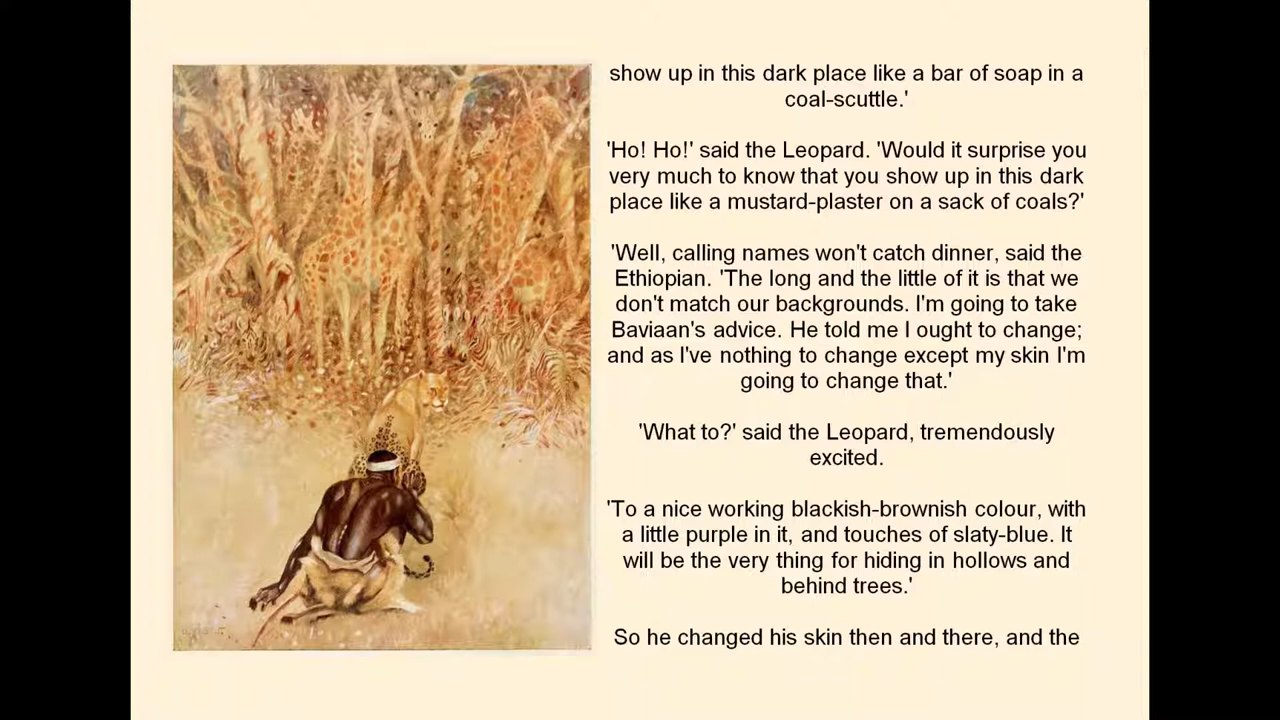 show up in this dark place like a bar of soap in a
coal-scuttle.'
'Ho! Ho!' said the Leopard. 'Would it surprise you
very much to know that you show up in this dark
place like a mustard-plaster on a sack of coals?'
'Well, calling names won't catch dinner, said the
Ethiopian. 'The long and the little of it is that we
don't match our backgrounds. I'm going to take
Baviaan's advice. He told me I ought to change;
and as I've nothing to change except my skin I'm
going to change that.'
'What to?' said the Leopard, tremendously
excited.
'To a nice working blackish-brownish colour, with
a little purple in it, and touches of slaty-blue. It
will be the very thing for hiding in hollows and
behind trees.'
So he changed his skin then and there, and the